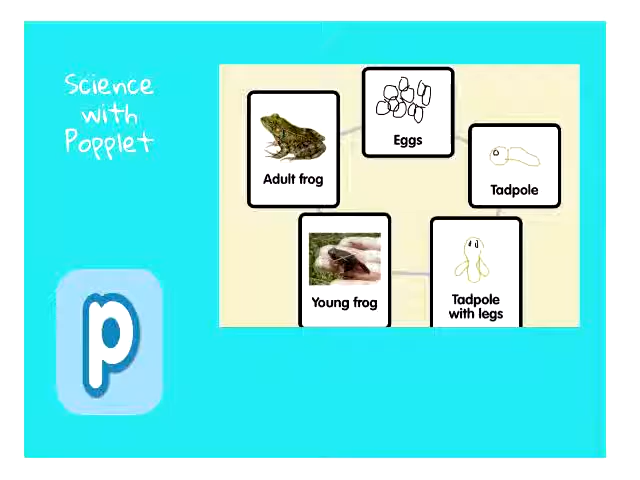 Science
with
Popplet
Eggs
Adult frog
Tadpole
Young frog
Tadpole
with legs
p